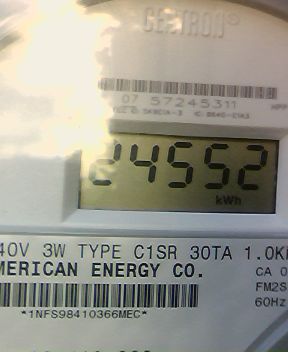 CENTRON®
07 57245311
24552
kWh
40V 3W TYPE C1SR 30TA 1.0K
MERICAN ENERGY CO.
CA 0
FM2S
*1NFS98410366MEC*
60Hz